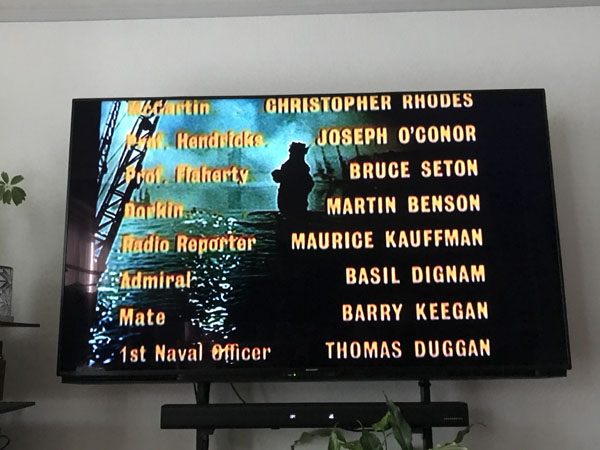 McCartin CHRISTOPHER RHODES
Prof. Hendricks JOSEPH O'CONOR
Prof. Flaherty BRUCE SETON
Dorkin MARTIN BENSON
Radio Reporter MAURICE KAUFFMAN
Admiral BASIL DIGNAM
Mate BARRY KEEGAN
1st Naval Officer THOMAS DUGGAN